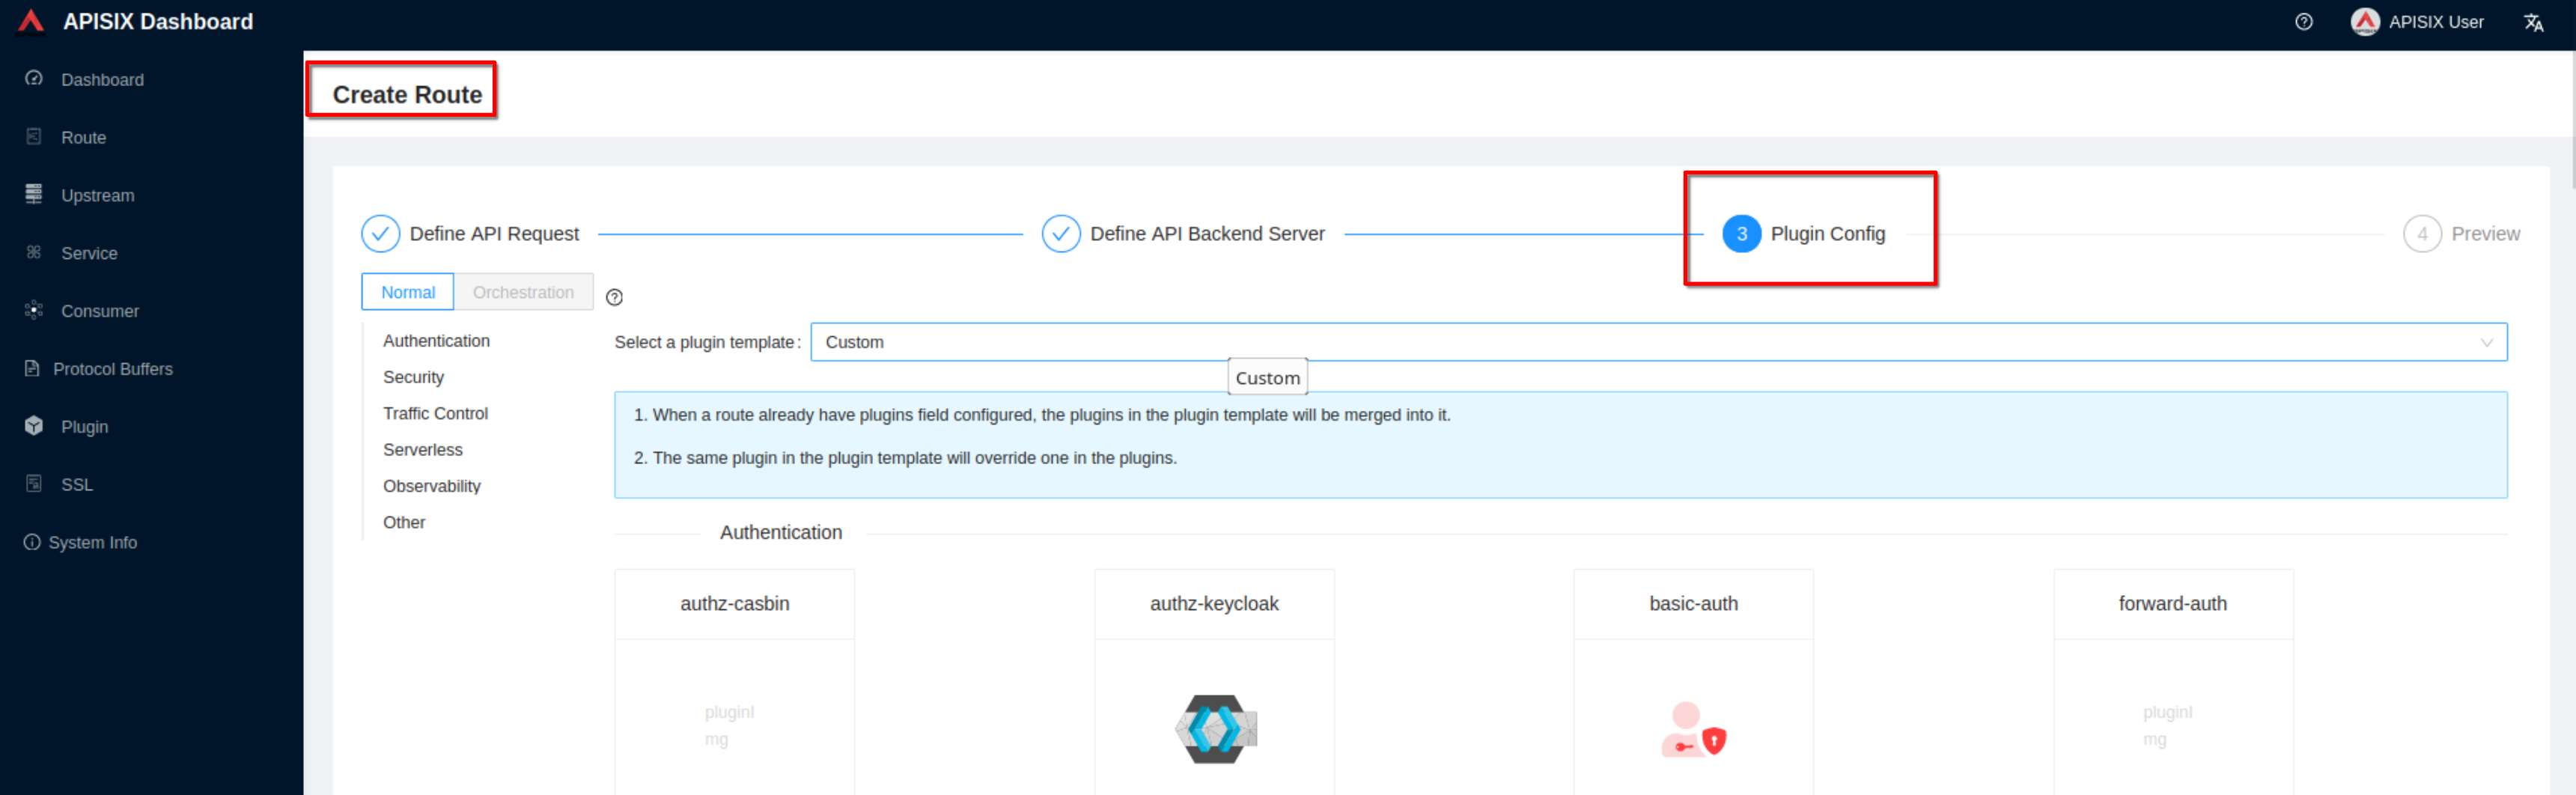 APISIX Dashboard
APISIX User
Dashboard
Route
Upstream
Service
Consumer
Protocol Buffers
Plugin
SSL
System Info
Create Route
Define API Request
Define API Backend Server
3 Plugin Config
4 Preview
Normal
Orchestration
Authentication
Security
Traffic Control
Serverless
Observability
Other
Select a plugin template:
Custom
Custom
1. When a route already have plugins field configured, the plugins in the plugin template will be merged into it.
2. The same plugin in the plugin template will override one in the plugins.
Authentication
authz-casbin
pluginI
mg
authz-keycloak
basic-auth
forward-auth
pluginI
mg